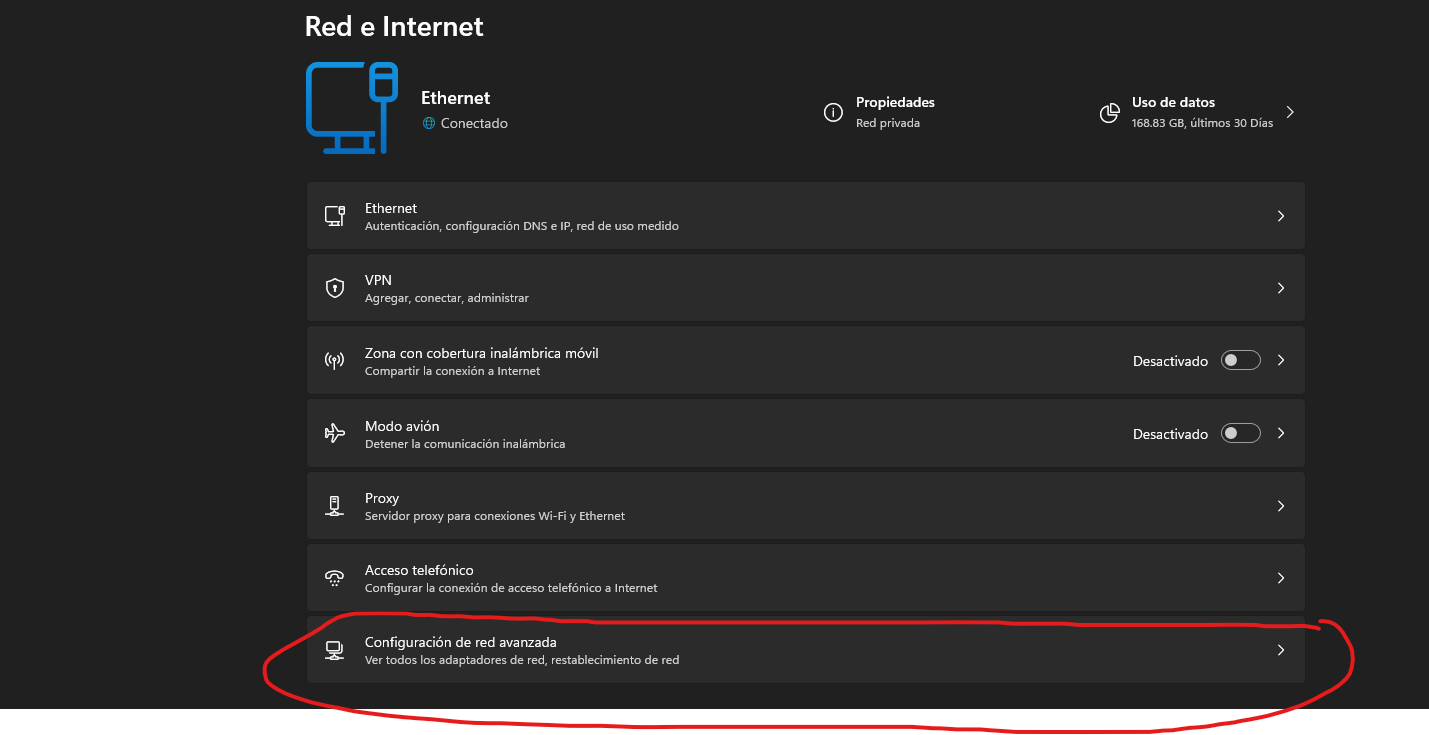 Red e Internet
Ethernet
Conectado
Propiedades
Red privada
Uso de datos
168.83 GB, últimos 30 Días
Ethernet
Autenticación, configuración DNS e IP, red de uso medido
VPN
Agregar, conectar, administrar
Zona con cobertura inalámbrica móvil
Compartir la conexión a Internet
Desactivado
Modo avión
Detener la comunicación inalámbrica
Desactivado
Proxy
Servidor proxy para conexiones Wi-Fi y Ethernet
Acceso telefónico
Configurar la conexión de acceso telefónico a Internet
Configuración de red avanzada
Ver todos los adaptadores de red, restablecimiento de red